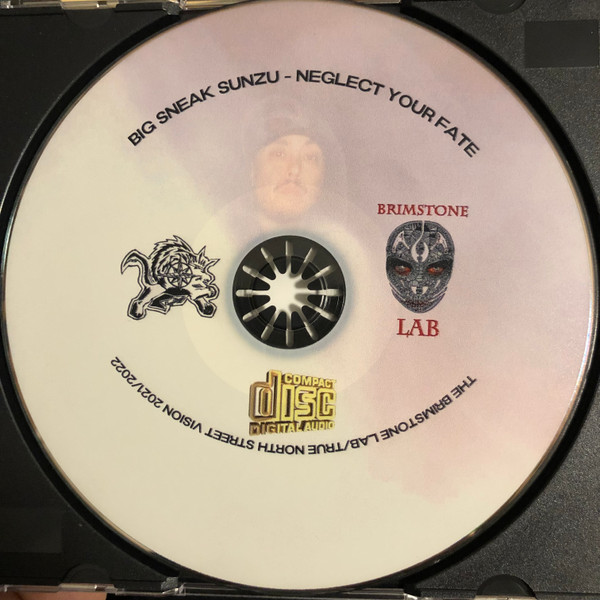 BIG SNEAK SUNZU - NEGLECT YOUR FATE
BRIMSTONE
LAB
COMPACT
disc
DIGITAL AUDIO
THE BRIMSTONE LAB/TRUE NORTH STREET VISION 2021/2022